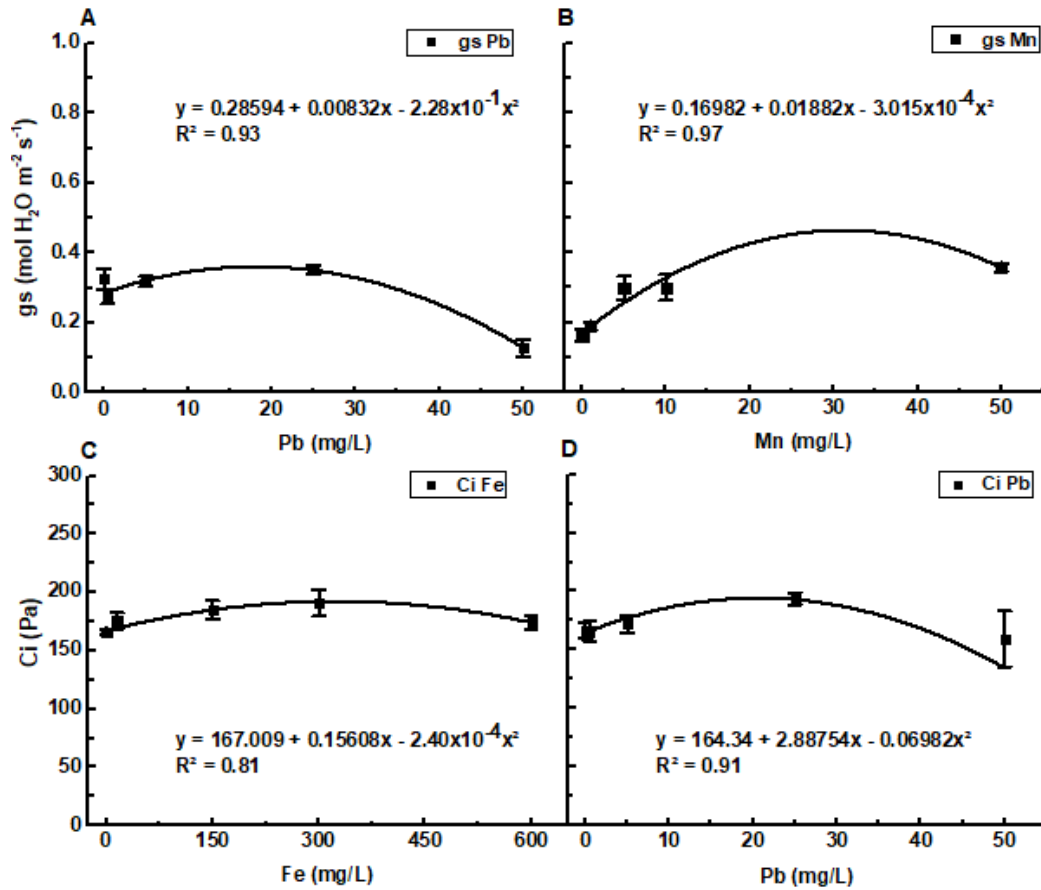 A
gs Pb
y = 0.28594 + 0.00832x - 2.28x10⁻¹x²
R² = 0.93
gs (mol H₂O m⁻² s⁻¹)
1.0
0.8
0.6
0.4
0.2
0.0
0 10 20 30 40 50
Pb (mg/L)
B
gs Mn
y = 0.16982 + 0.01882x - 3.015x10⁻⁴x²
R² = 0.97
0 10 20 30 40 50
Mn (mg/L)
C
Ci Fe
Ci (Pa)
300
250
200
150
100
50
0
y = 167.009 + 0.15608x - 2.40x10⁻⁴x²
R² = 0.81
0 150 300 450 600
Fe (mg/L)
D
Ci Pb
y = 164.34 + 2.88754x - 0.06982x²
R² = 0.91
0 10 20 30 40 50
Pb (mg/L)